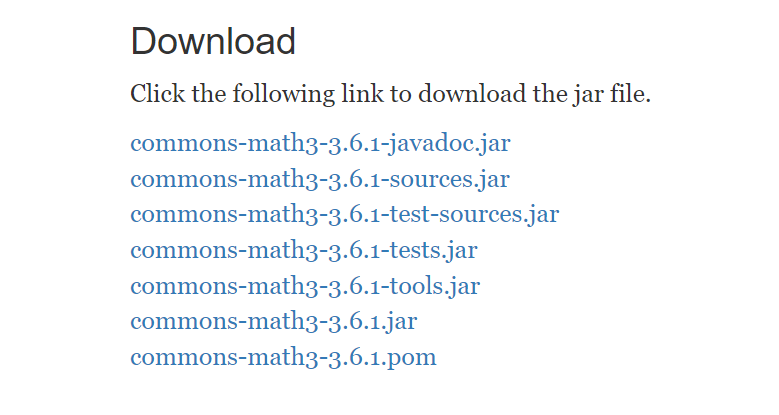 Download
Click the following link to download the jar file.
commons-math3-3.6.1-javadoc.jar
commons-math3-3.6.1-sources.jar
commons-math3-3.6.1-test-sources.jar
commons-math3-3.6.1-tests.jar
commons-math3-3.6.1-tools.jar
commons-math3-3.6.1.jar
commons-math3-3.6.1.pom